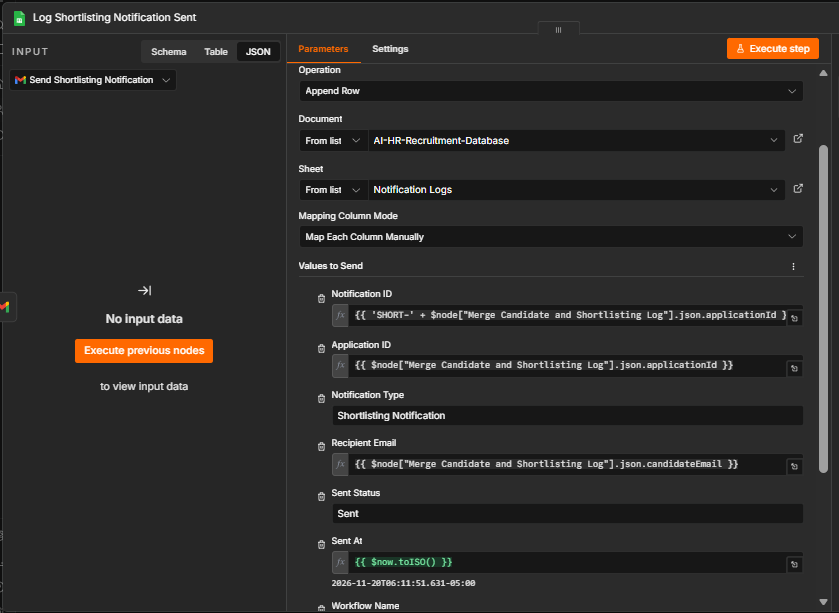 Log Shortlisting Notification Sent
INPUT
Schema
Table
JSON
Send Shortlisting Notification
No input data
Execute previous nodes
to view input data
Parameters
Settings
Execute step
Operation
Append Row
Document
From list
AI-HR-Recruitment-Database
Sheet
From list
Notification Logs
Mapping Column Mode
Map Each Column Manually
Values to Send
Notification ID
fx {{ 'SHORT-' + $node["Merge Candidate and Shortlisting Log"].json.applicationId }
Application ID
fx {{ $node["Merge Candidate and Shortlisting Log"].json.applicationId }}
Notification Type
Shortlisting Notification
Recipient Email
fx {{ $node["Merge Candidate and Shortlisting Log"].json.candidateEmail }}
Sent Status
Sent
Sent At
fx {{ $now.toISO() }}
2026-11-20T06:11:51.631-05:00
Workflow Name